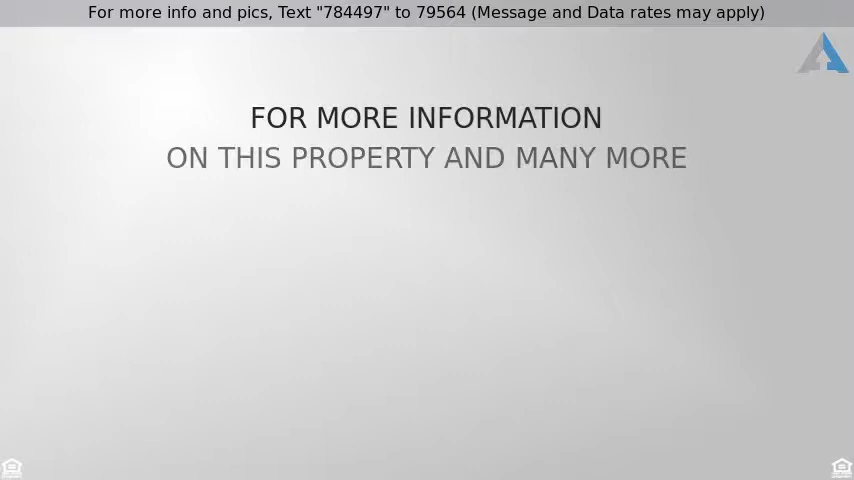 For more info and pics, Text "784497" to 79564 (Message and Data rates may apply)
FOR MORE INFORMATION
ON THIS PROPERTY AND MANY MORE